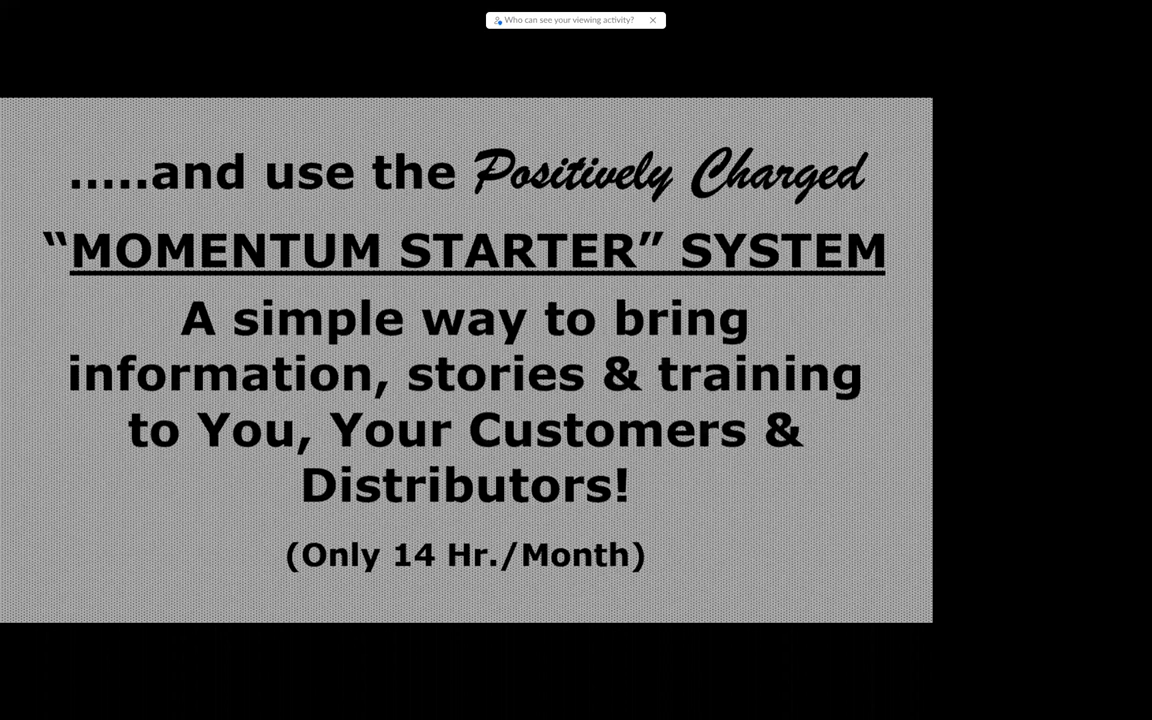 Who can see your viewing activity?
.....and use the Positively Charged
“MOMENTUM STARTER” SYSTEM
A simple way to bring
information, stories & training
to You, Your Customers &
Distributors!
(Only 14 Hr./Month)